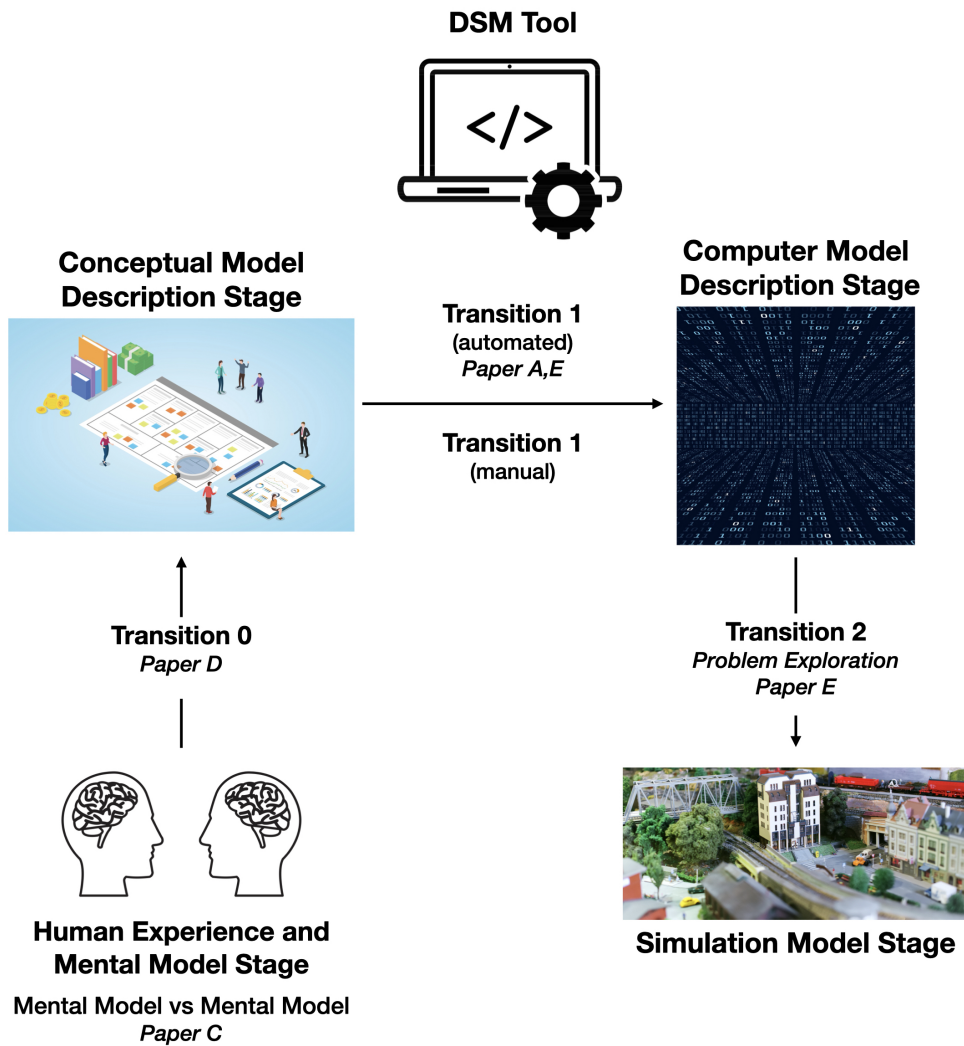 DSM Tool
</>
Conceptual Model
Description Stage
Computer Model
Description Stage
Transition 1
(automated)
Paper A,E
Transition 1
(manual)
Transition 0
Paper D
Transition 2
Problem Exploration
Paper E
Human Experience and
Mental Model Stage
Mental Model vs Mental Model
Paper C
Simulation Model Stage